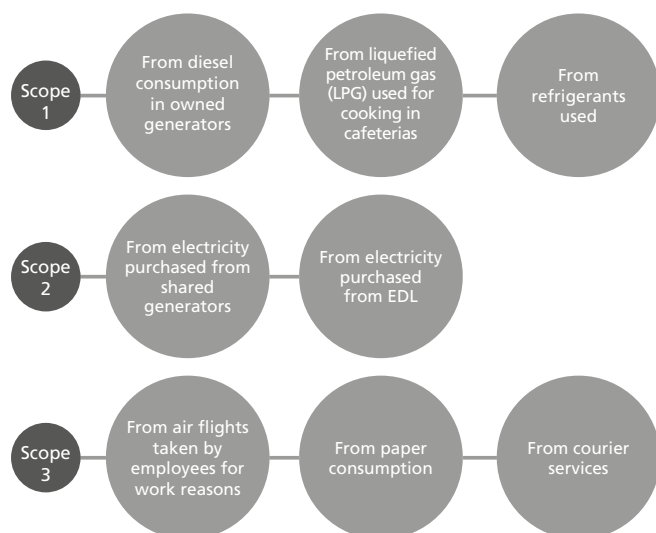 Scope
1
From diesel
consumption
in owned
generators
From liquefied
petroleum gas
(LPG) used for
cooking in
cafeterias
From
refrigerants
used
Scope
2
From electricity
purchased from
shared
generators
From electricity
purchased
from EDL
Scope
3
From air flights
taken by
employees for
work reasons
From paper
consumption
From courier
services